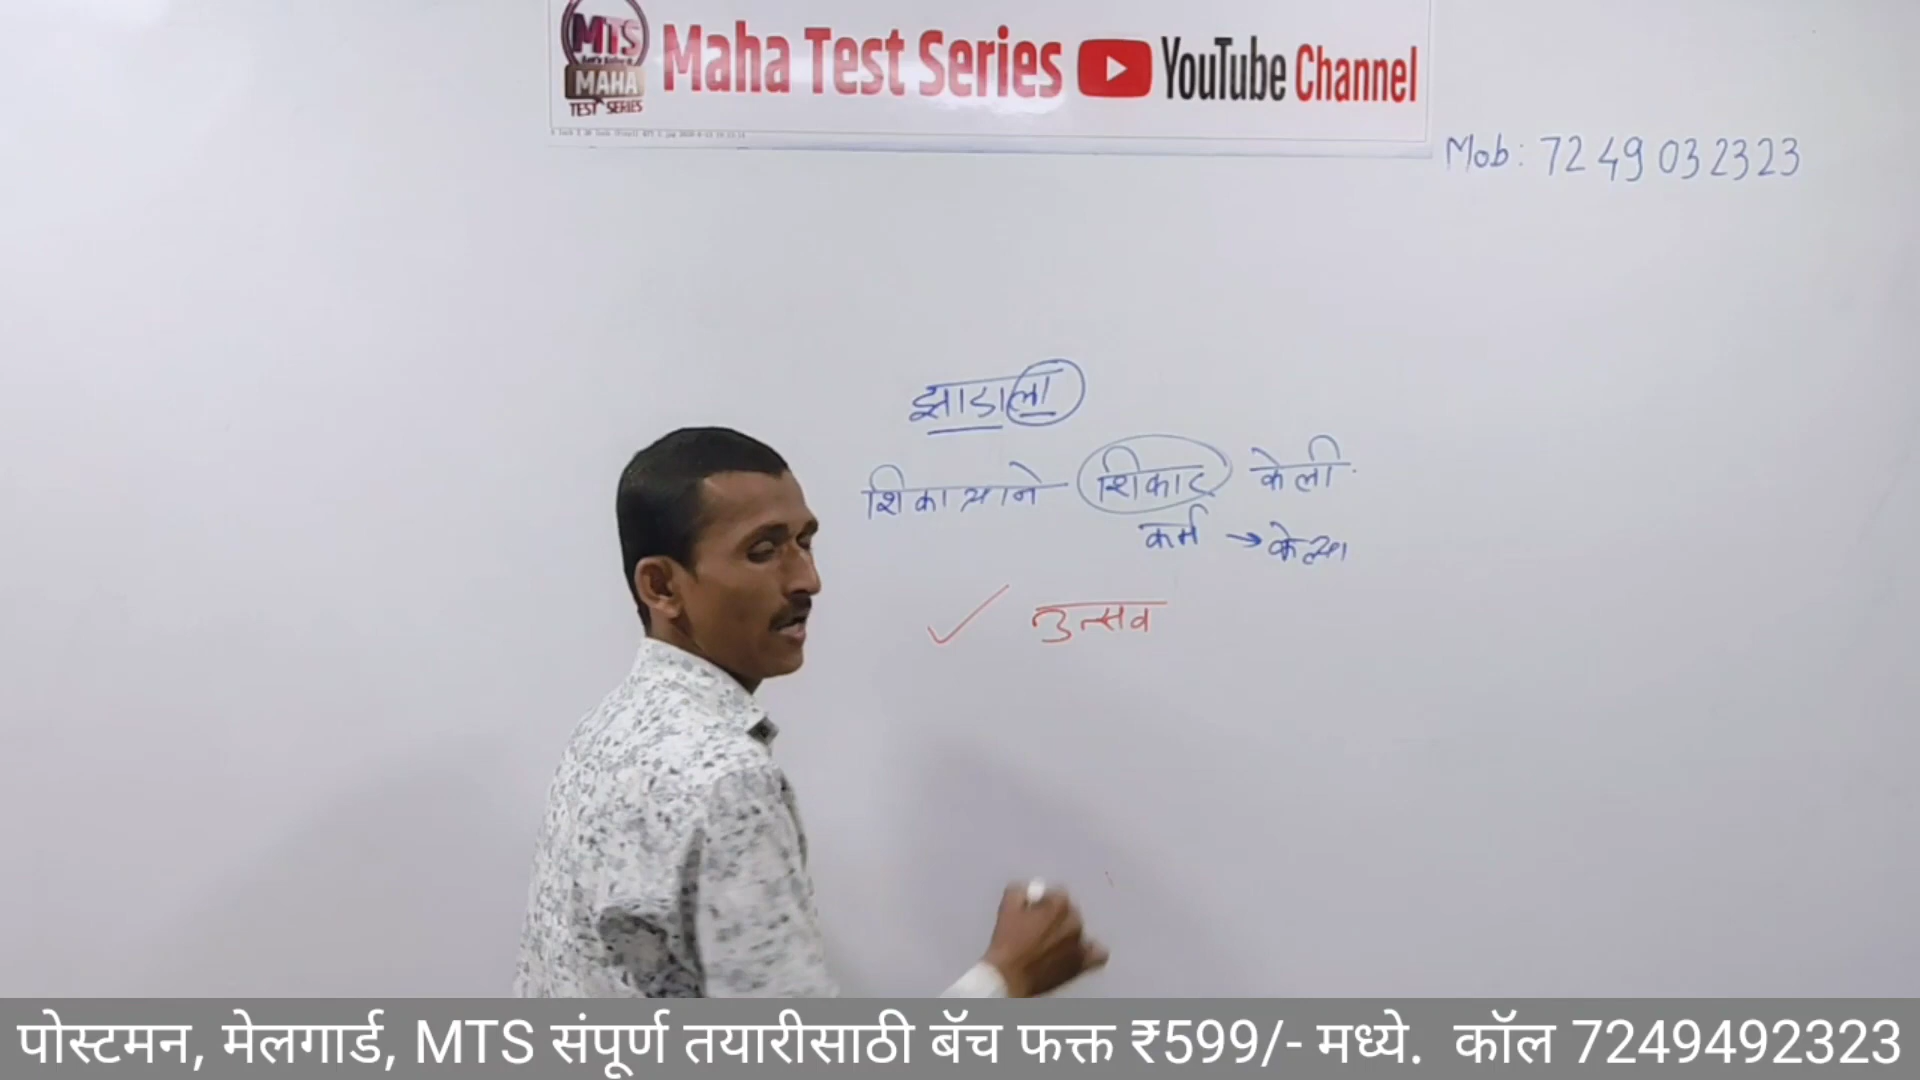 MTS
MAHA
TEST SERIES
Maha Test Series YouTube Channel
Mob: 7249032323
झाडाला
शिकाऱ्याने शिकार केली.
कर्म → केल्या
✓ उत्सव
पोस्टमन, मेलगार्ड, MTS संपूर्ण तयारीसाठी बॅच फक्त ₹599/- मध्ये. कॉल 7249492323